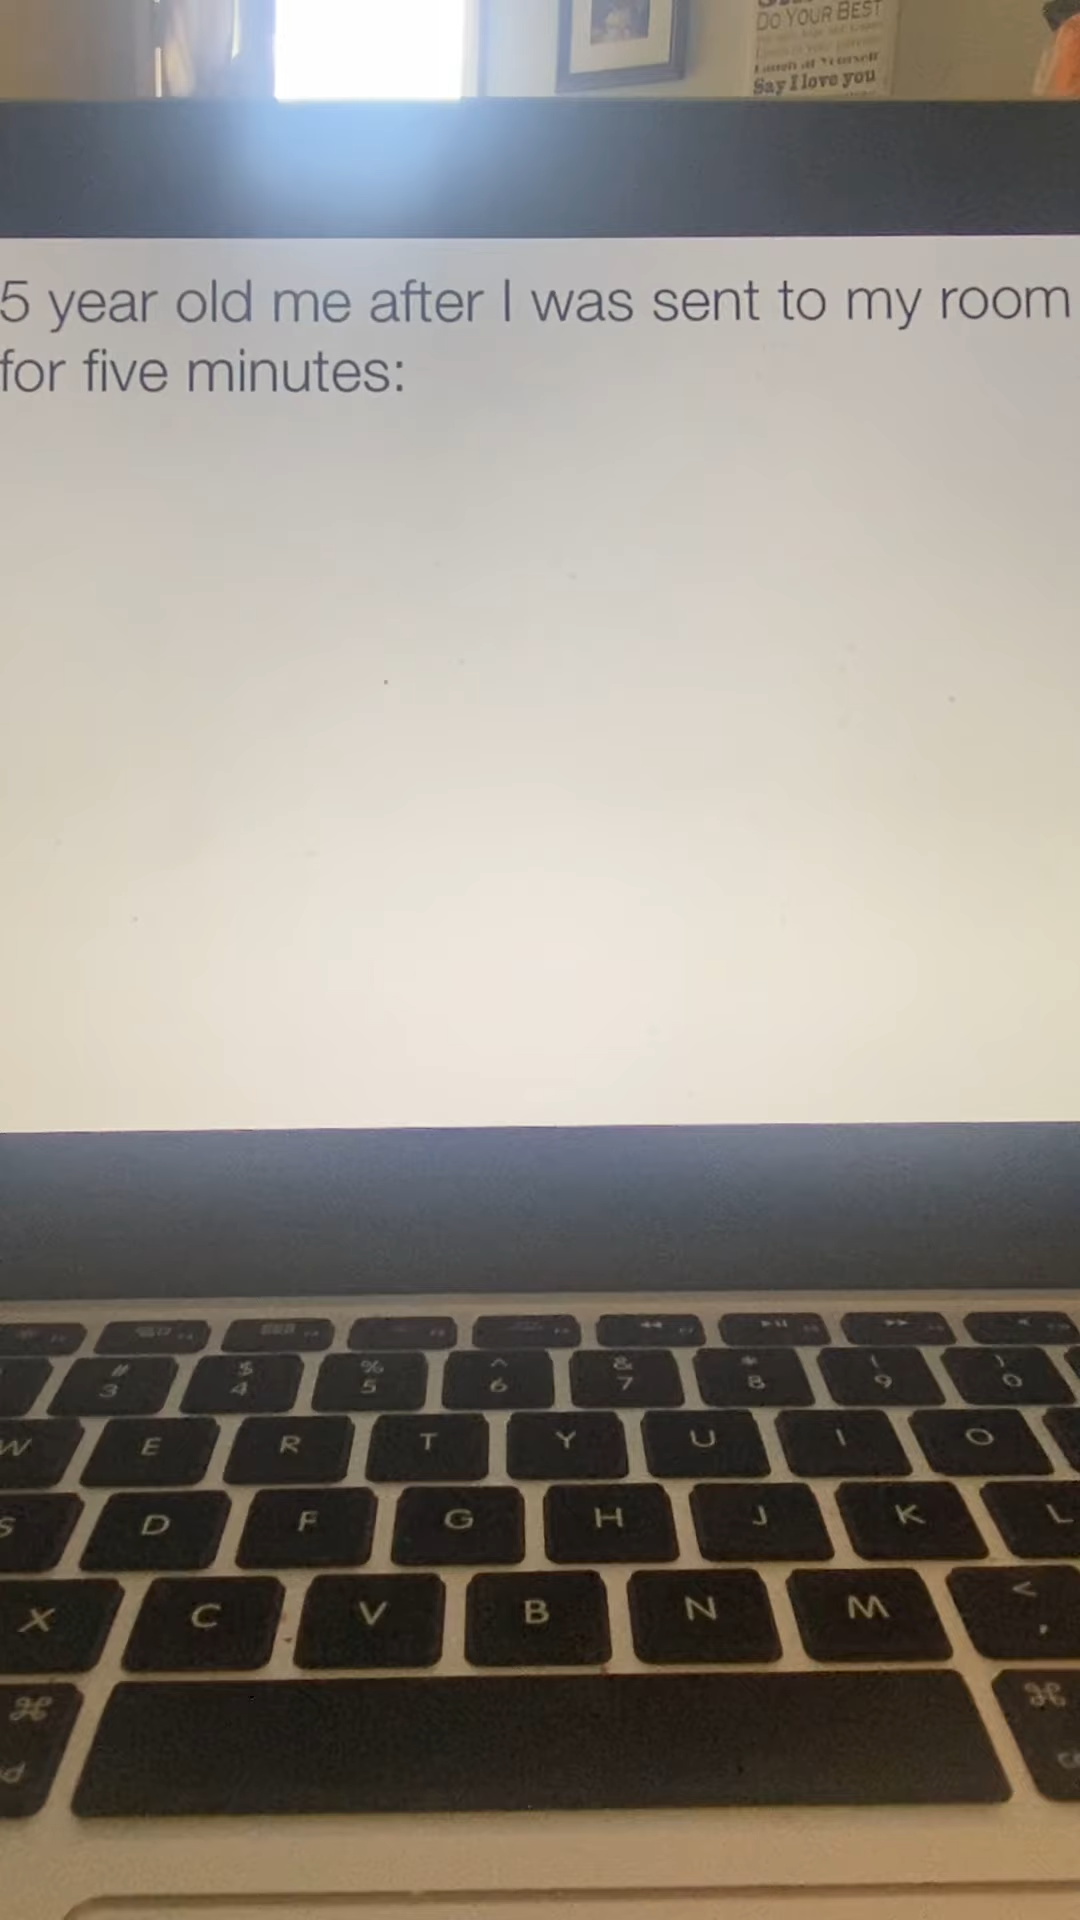 DO YOUR BEST
Say I love you
5 year old me after I was sent to my room
for five minutes:
# $ % ^ & * ( )
3 4 5 6 7 8 9 0
W E R T Y U I O
S D F G H J K L
X C V B N M < ,
⌘ ⌘